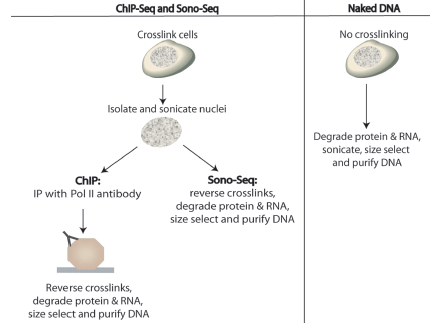 ChIP-Seq and Sono-Seq
Naked DNA
Crosslink cells
No crosslinking
Isolate and sonicate nuclei
Degrade protein & RNA,
sonicate, size select
and purify DNA
ChIP:
IP with Pol II antibody
Sono-Seq:
reverse crosslinks,
degrade protein & RNA,
size select and purify DNA
Reverse crosslinks,
degrade protein & RNA,
size select and purify DNA